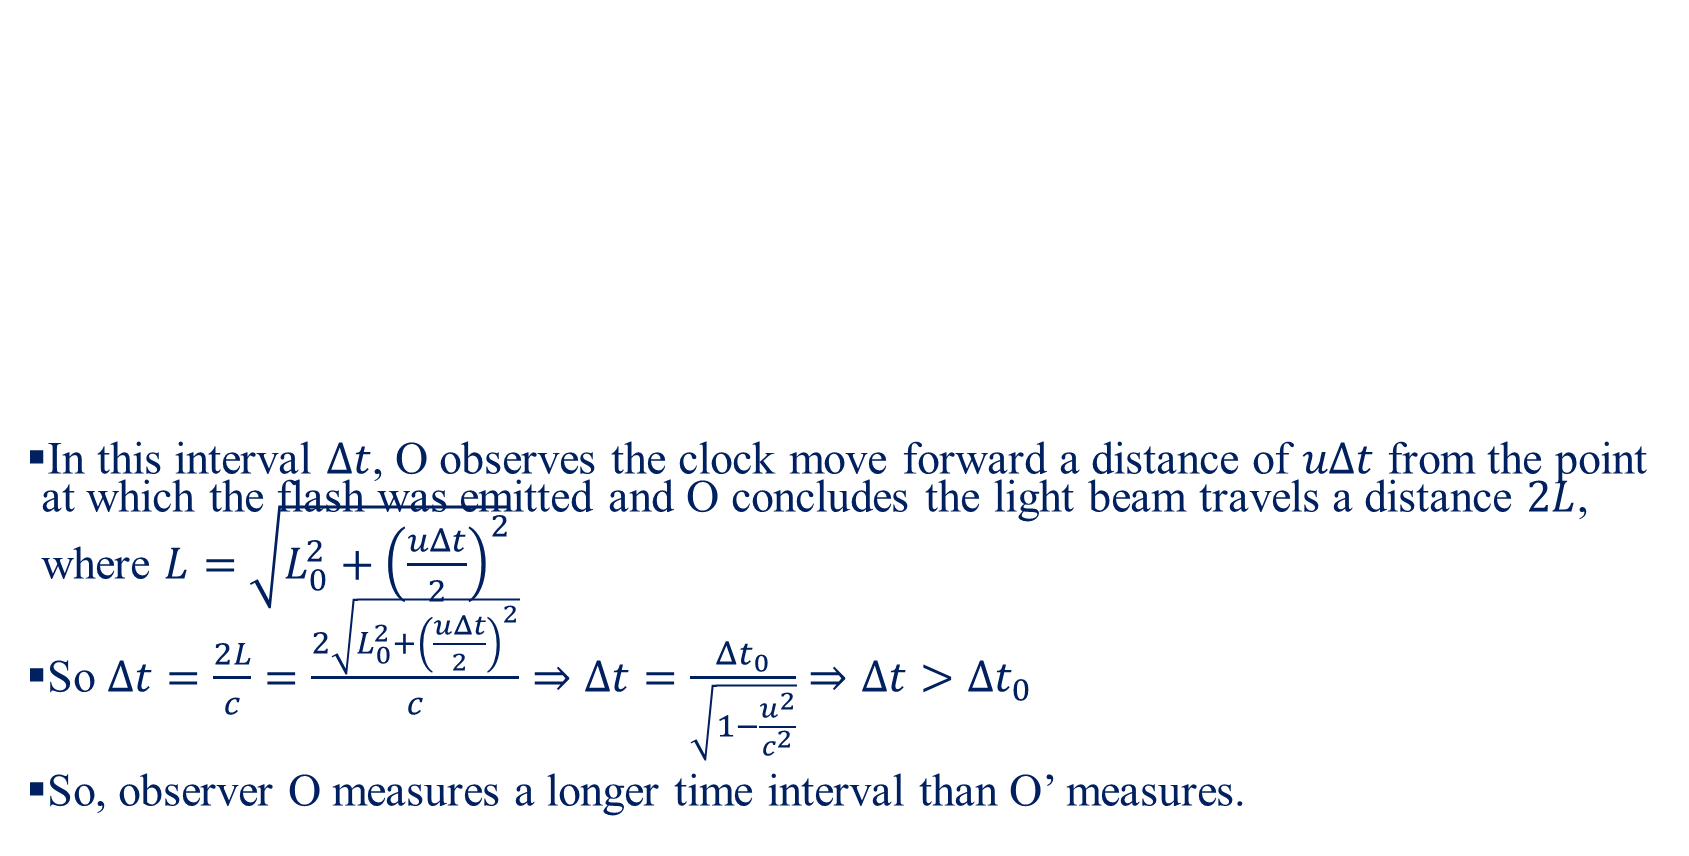 ▪In this interval Δt, O observes the clock move forward a distance of uΔt from the point
at which the flash was emitted and O concludes the light beam travels a distance 2L,
where L = √(L₀² + (uΔt/2)²)
▪So Δt = 2L/c = 2√(L₀²+(uΔt/2)²)/c ⇒ Δt = Δt₀/√(1−u²/c²) ⇒ Δt > Δt₀
▪So, observer O measures a longer time interval than O’ measures.